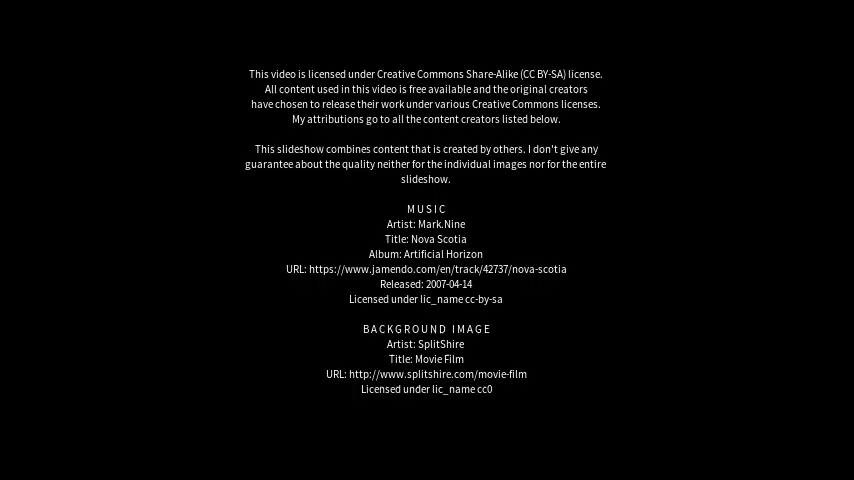 This video is licensed under Creative Commons Share-Alike (CC BY-SA) license.
All content used in this video is free available and the original creators
have chosen to release their work under various Creative Commons licenses.
My attributions go to all the content creators listed below.
This slideshow combines content that is created by others. I don't give any
guarantee about the quality neither for the individual images nor for the entire
slideshow.
MUSIC
Artist: Mark.Nine
Title: Nova Scotia
Album: Artificial Horizon
URL: https://www.jamendo.com/en/track/42737/nova-scotia
Released: 2007-04-14
Licensed under lic_name cc-by-sa
BACKGROUND IMAGE
Artist: SplitShire
Title: Movie Film
URL: http://www.splitshire.com/movie-film
Licensed under lic_name cc0